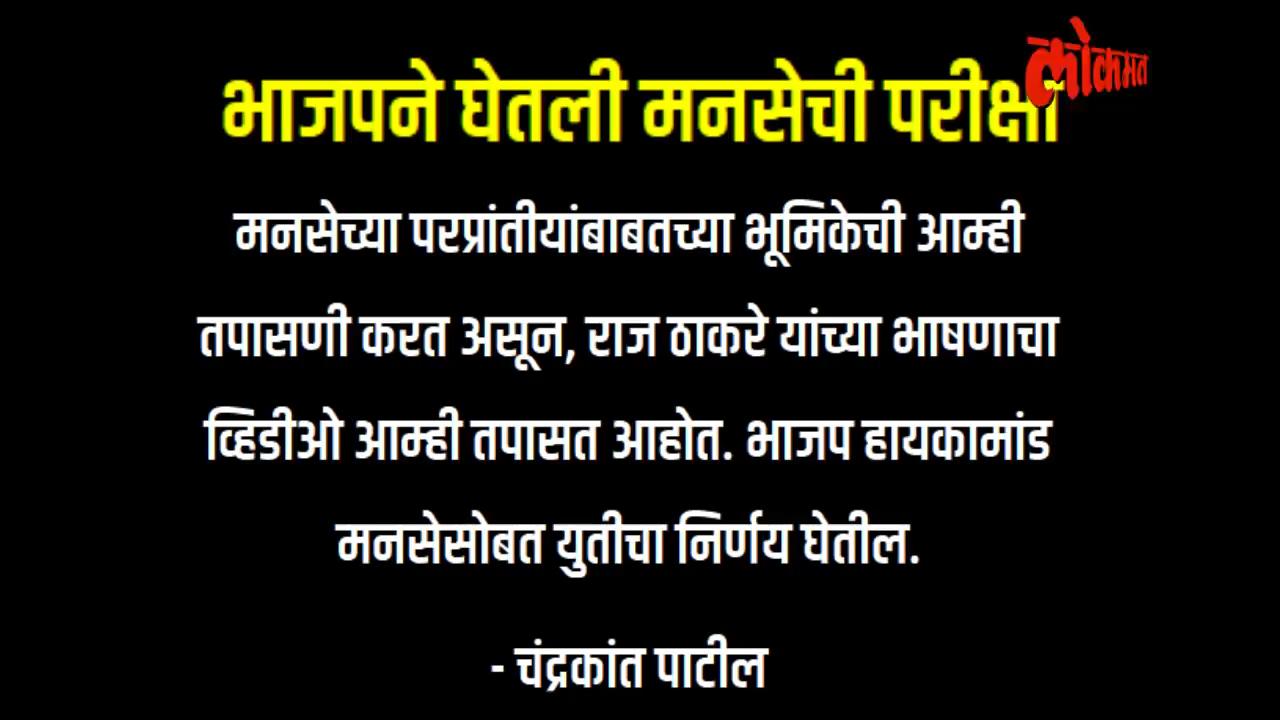 लोकमत
भाजपने घेतली मनसेची परीक्षा
मनसेच्या परप्रांतीयांबाबतच्या भूमिकेची आम्ही
तपासणी करत असून, राज ठाकरे यांच्या भाषणाचा
व्हिडीओ आम्ही तपासत आहोत. भाजप हायकामांड
मनसेसोबत युतीचा निर्णय घेतील.
- चंद्रकांत पाटील